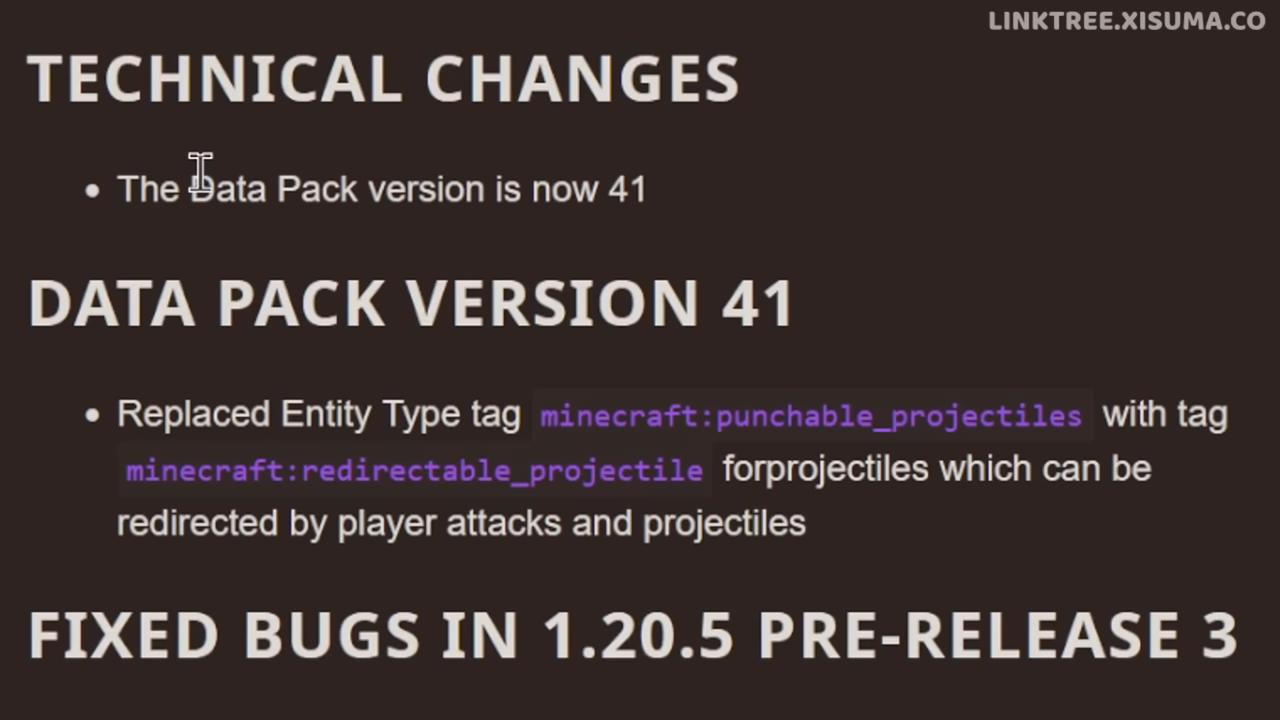 LINKTREE.XISUMA.CO
TECHNICAL CHANGES
The Data Pack version is now 41
DATA PACK VERSION 41
Replaced Entity Type tag minecraft:punchable_projectiles with tag
minecraft:redirectable_projectile forprojectiles which can be
redirected by player attacks and projectiles
FIXED BUGS IN 1.20.5 PRE-RELEASE 3